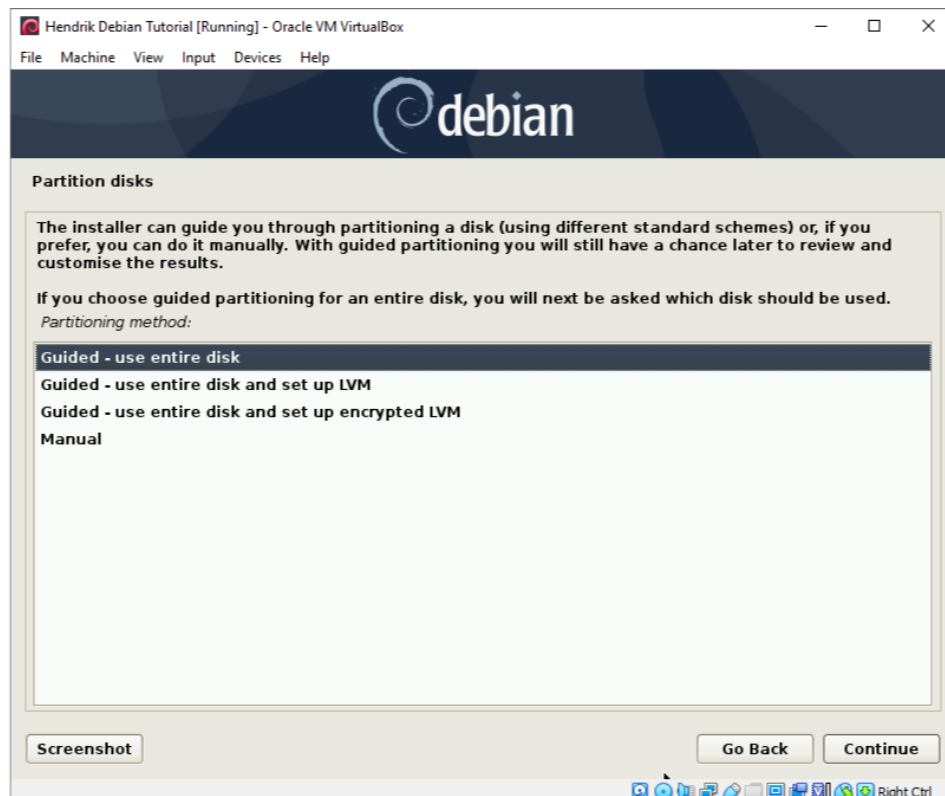 Hendrik Debian Tutorial [Running] - Oracle VM VirtualBox
File Machine View Input Devices Help
debian
Partition disks
The installer can guide you through partitioning a disk (using different standard schemes) or, if you
prefer, you can do it manually. With guided partitioning you will still have a chance later to review and
customise the results.
If you choose guided partitioning for an entire disk, you will next be asked which disk should be used.
Partitioning method:
Guided - use entire disk
Guided - use entire disk and set up LVM
Guided - use entire disk and set up encrypted LVM
Manual
Screenshot
Go Back
Continue
Right Ctrl